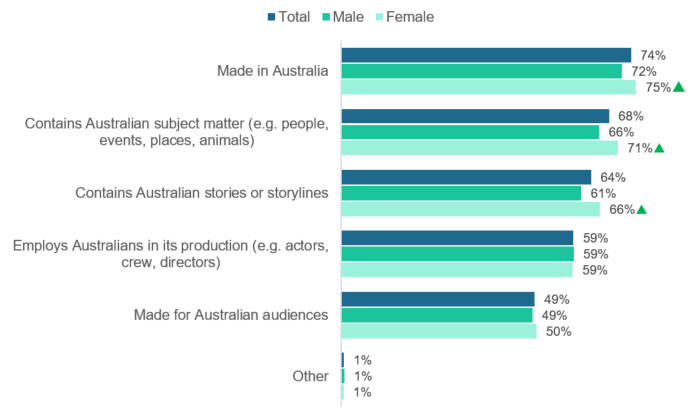 Total Male Female
Made in Australia
74%
72%
75%
Contains Australian subject matter (e.g. people,
events, places, animals)
68%
66%
71%
Contains Australian stories or storylines
64%
61%
66%
Employs Australians in its production (e.g. actors,
crew, directors)
59%
59%
59%
Made for Australian audiences
49%
49%
50%
Other
1%
1%
1%